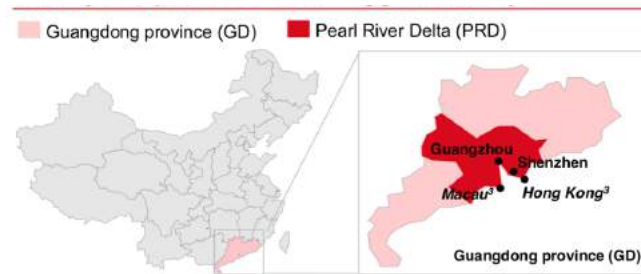 Guangdong province (GD) Pearl River Delta (PRD)
Guangzhou
Shenzhen
Macau³ Hong Kong³
Guangdong province (GD)